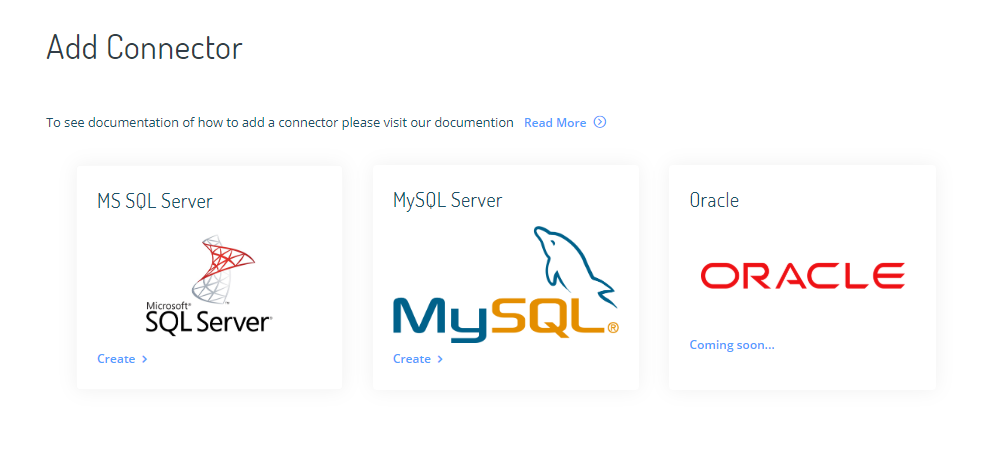 Add Connector
To see documentation of how to add a connector please visit our documention Read More
MS SQL Server
Microsoft®
SQL Server
Create
MySQL Server
MySQL®
Create
Oracle
ORACLE
Coming soon...